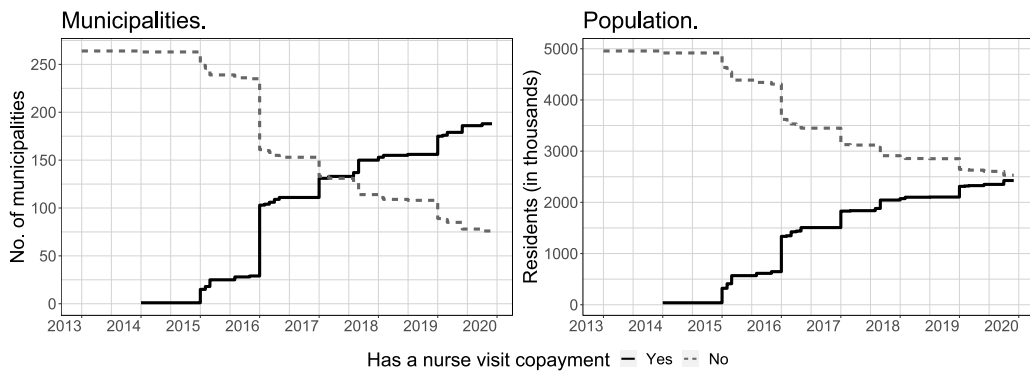 Municipalities.
No. of municipalities
250
200
150
100
50
0
2013 2014 2015 2016 2017 2018 2019 2020
Population.
Residents (in thousands)
5000
4000
3000
2000
1000
0
2013 2014 2015 2016 2017 2018 2019 2020
Has a nurse visit copayment Yes No